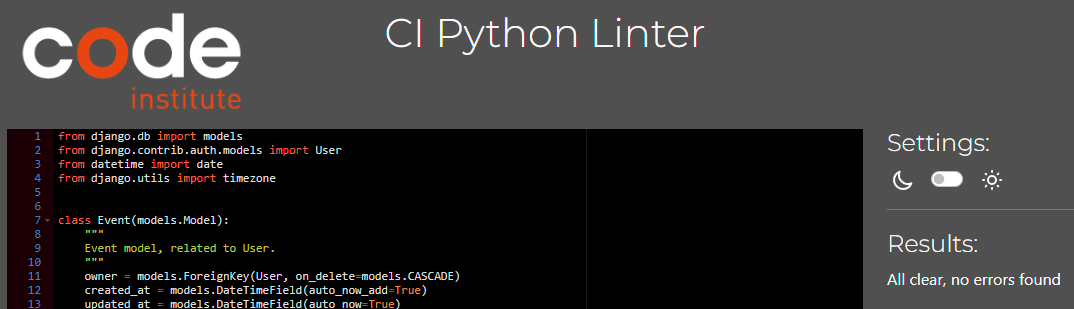 code
institute
CI Python Linter
1 from django.db import models
2 from django.contrib.auth.models import User
3 from datetime import date
4 from django.utils import timezone
5
6
7 class Event(models.Model):
8     """
9     Event model, related to User.
10     """
11     owner = models.ForeignKey(User, on_delete=models.CASCADE)
12     created_at = models.DateTimeField(auto_now_add=True)
13     updated_at = models.DateTimeField(auto_now=True)
Settings:
Results:
All clear, no errors found